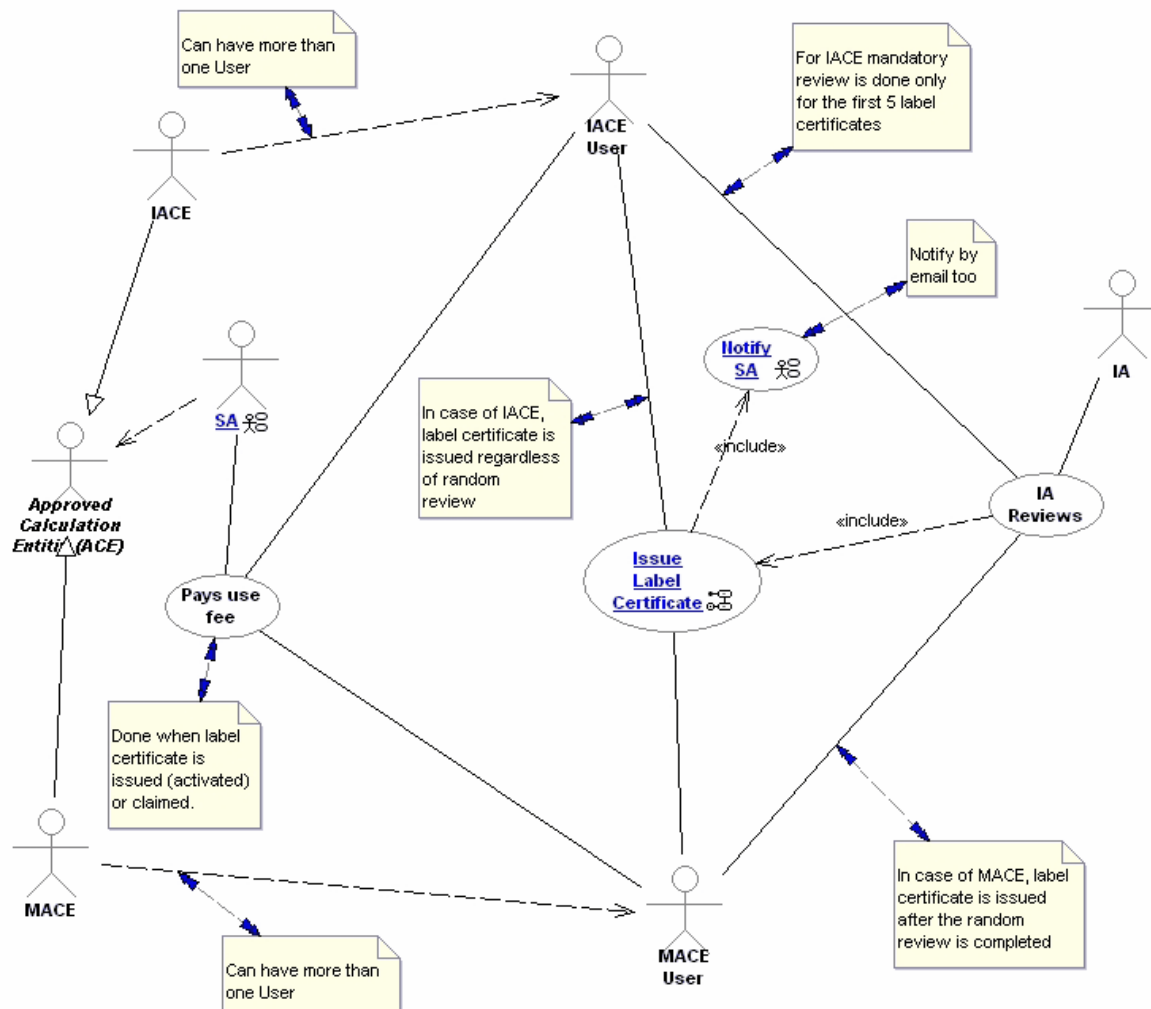 Can have more than
one User
For IACE mandatory
review is done only
for the first 5 label
certificates
IACE
User
IACE
Notify by
email too
Notify
SA
IA
SA
In case of IACE,
label certificate is
issued regardless
of random
review
«include»
Approved
Calculation
Entitie(ACE)
IA
Reviews
«include»
Issue
Label
Certificate
Pays use
fee
Done when label
certificate is
issued (activated)
or claimed.
MACE
In case of MACE, label
certificate is issued
after the random
review is completed
MACE
User
Can have more than
one User